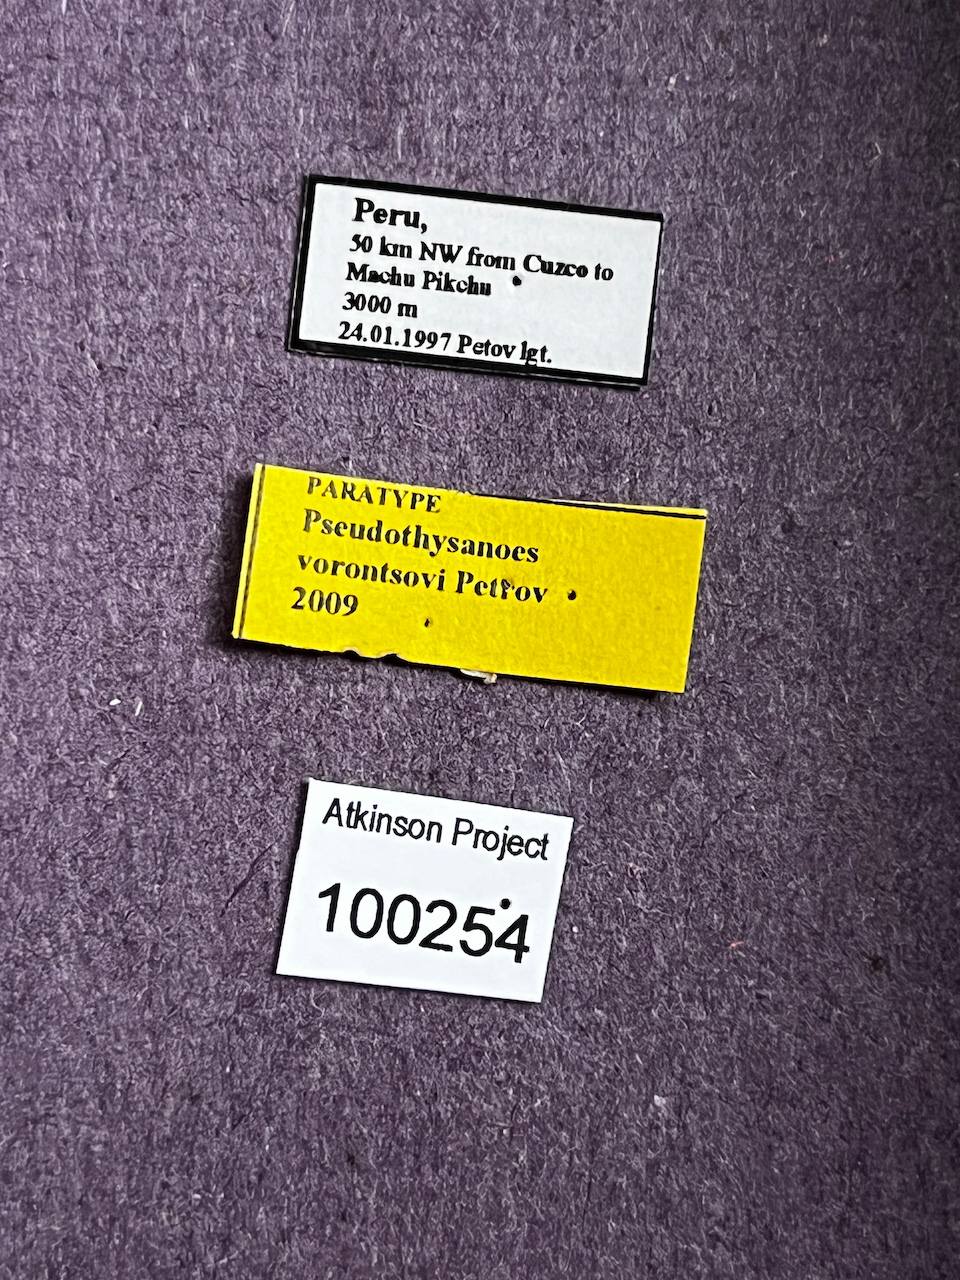 Peru,
50 km NW from Cuzco to
Machu Pikchu
3000 m
24.01.1997 Petov lgt.
PARATYPE
Pseudothysanoes
vorontsovi Petrov
2009
Atkinson Project
100254